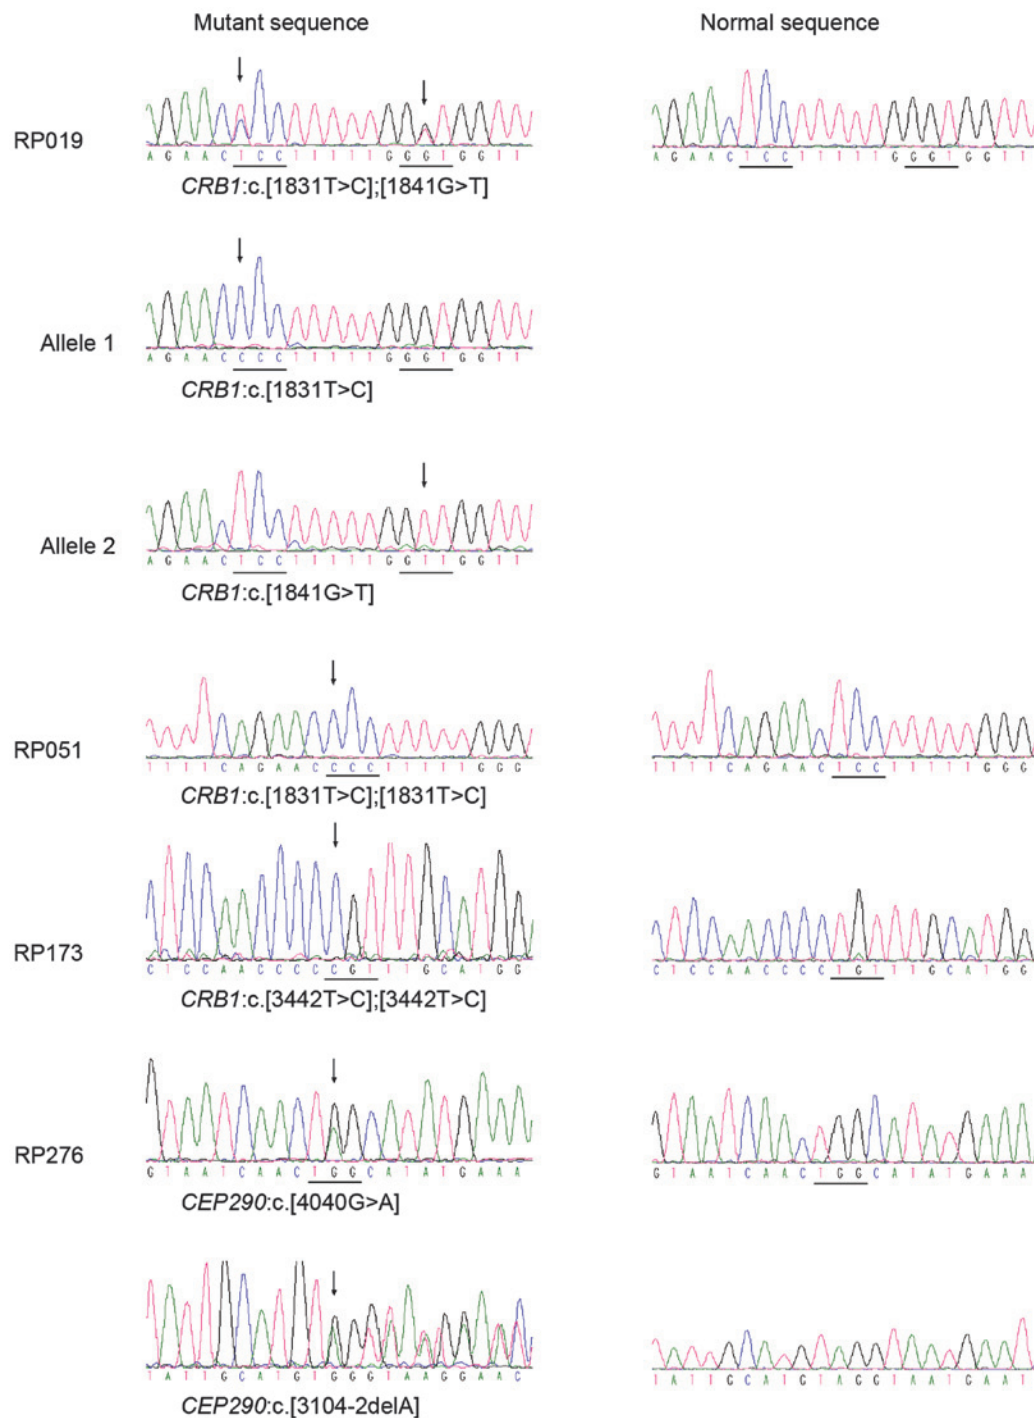 Mutant sequence Normal sequence
RP019
A G A A C T C C T T T T T G G G T G G T T A G A A C T C C T T T T T G G G T G G T T
CRB1:c.[1831T>C];[1841G>T]
Allele 1
A G A A C C C C T T T T T G G G T G G T T
CRB1:c.[1831T>C]
Allele 2
A G A A C T C C T T T T T G G T T G G T T
CRB1:c.[1841G>T]
RP051
T T T T C A G A A C C C C T T T T T G G G T T T T C A G A A C T C C T T T T T G G G
CRB1:c.[1831T>C];[1831T>C]
RP173
C T C C A A C C C C C G T T T G C A T G G C T C C A A C C C C T G T T T G C A T G G
CRB1:c.[3442T>C];[3442T>C]
RP276
G T A A T C A A C T G G C A T A T G A A A G T A A T C A A C T G G C A T A T G A A A
CEP290:c.[4040G>A]
T A T T G C A T G T G G G T A A G G A A C T A T T G C A T G T A G G T A A T G A A T
CEP290:c.[3104-2delA]